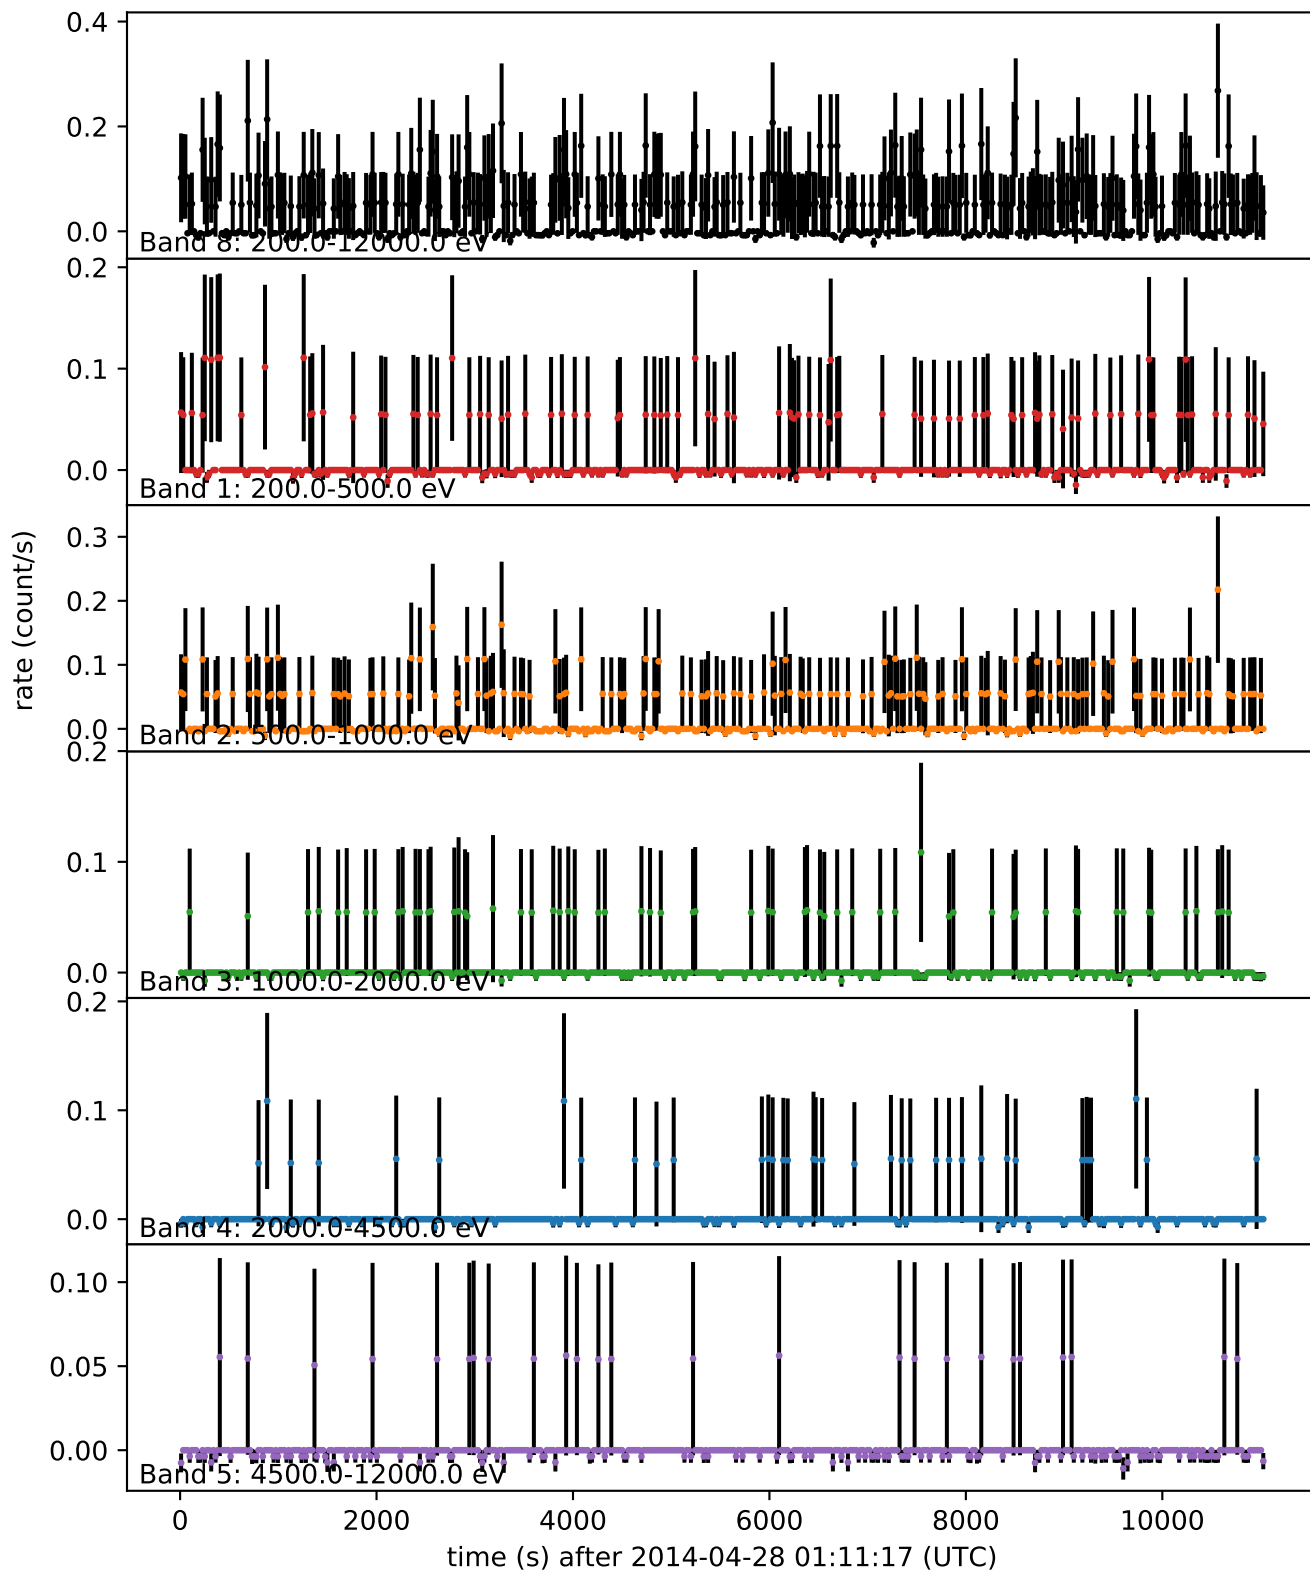 0.4
0.2
0.0
Band 8: 200.0-12000.0 eV
0.2
0.1
0.0
Band 1: 200.0-500.0 eV
rate (count/s)
0.3
0.2
0.1
0.0
Band 2: 500.0-1000.0 eV
0.2
0.1
0.0
Band 3: 1000.0-2000.0 eV
0.2
0.1
0.0
Band 4: 2000.0-4500.0 eV
0.10
0.05
0.00
Band 5: 4500.0-12000.0 eV
0 2000 4000 6000 8000 10000
time (s) after 2014-04-28 01:11:17 (UTC)